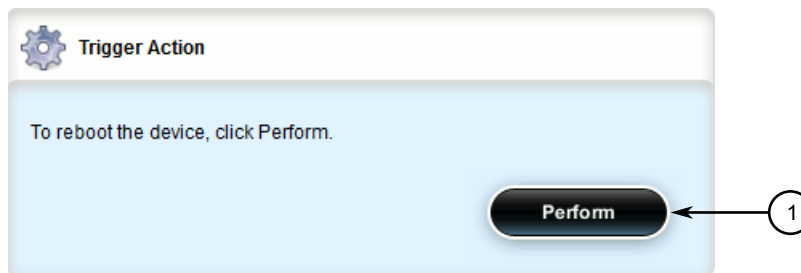 Trigger Action
To reboot the device, click Perform.
Perform
1